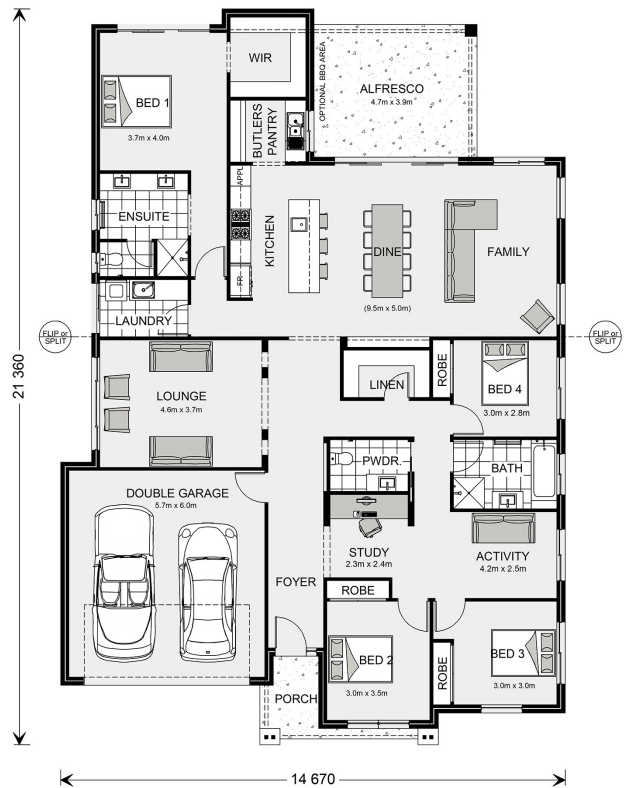 WIR
OPTIONAL BBQ AREA
ALFRESCO
4.7m x 3.9m
BED 1
3.7m x 4.0m
BUTLERS
PANTRY
APPL
ENSUITE
KITCHEN
DINE
FAMILY
(9.5m x 5.0m)
FR
LAUNDRY
FLIP or
SPLIT
FLIP or
SPLIT
21 360
LOUNGE
4.6m x 3.7m
LINEN
ROBE
BED 4
3.0m x 2.8m
PWDR.
BATH
DOUBLE GARAGE
5.7m x 6.0m
STUDY
2.3m x 2.4m
ACTIVITY
4.2m x 2.5m
FOYER
ROBE
BED 2
3.0m x 3.5m
ROBE
BED 3
3.0m x 3.0m
PORCH
14 670